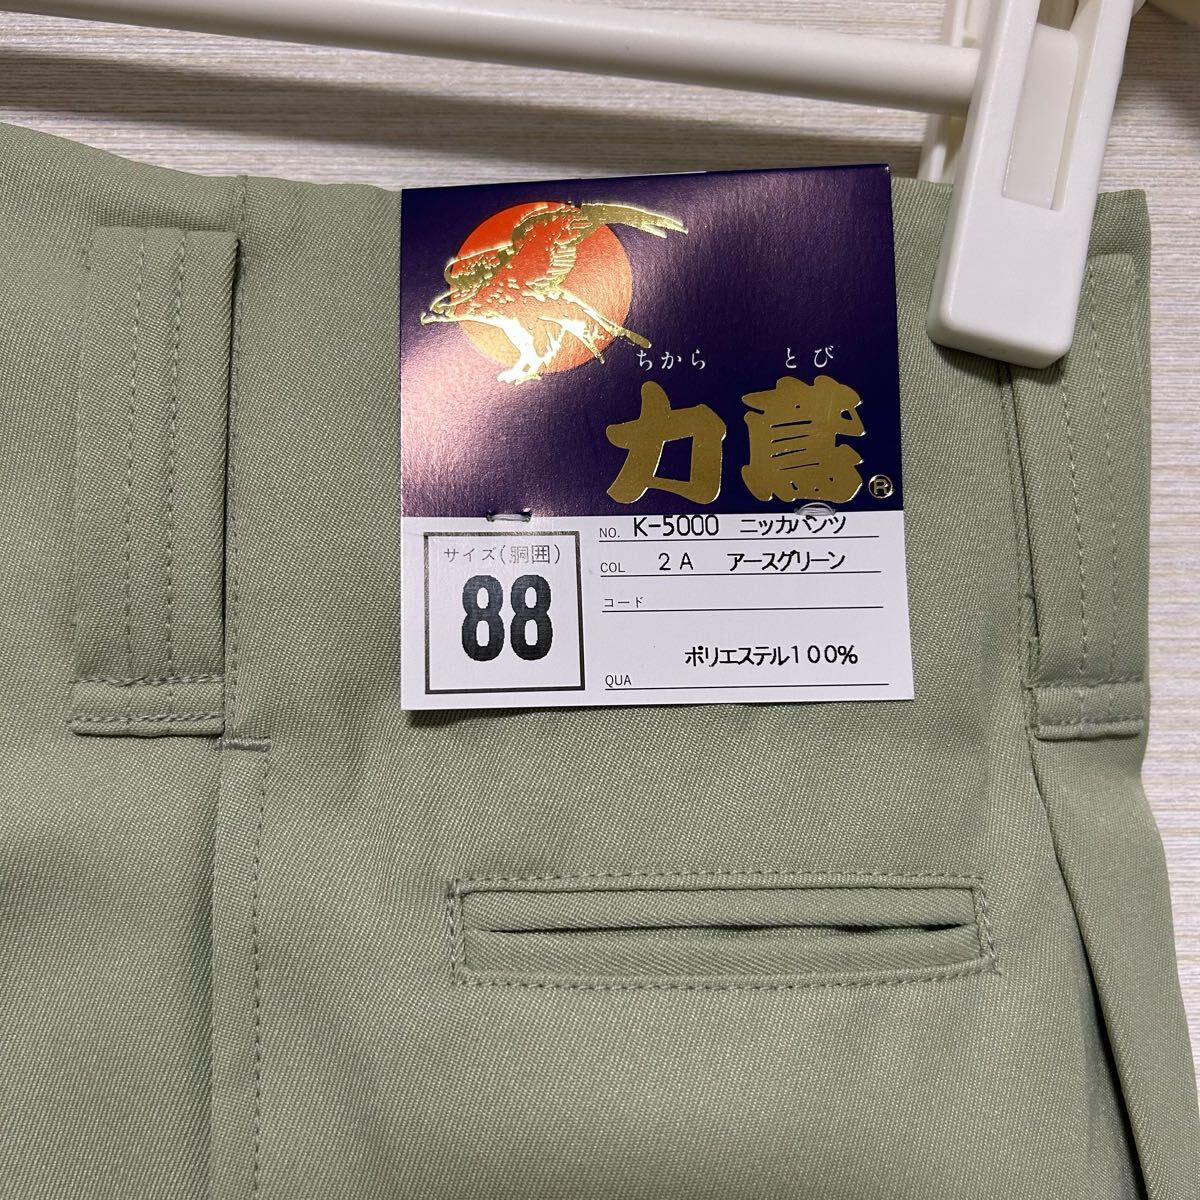 ちから とび
力鳶®
サイズ(胴囲)
88
NO. K-5000 ニッカパンツ
COL 2A アースグリーン
コード
ポリエステル100%
QUA